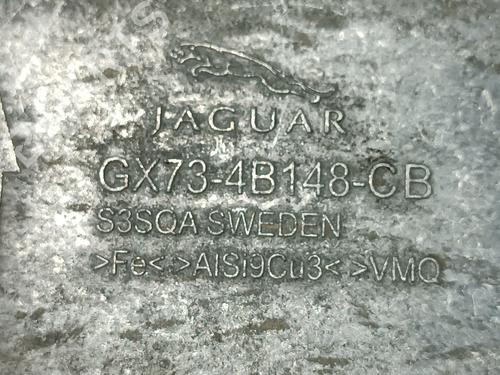 JAGUAR
GX73-4B148-CB
S3SQA SWEDEN
>Fe< >AlSi9Cu3< >VMQ